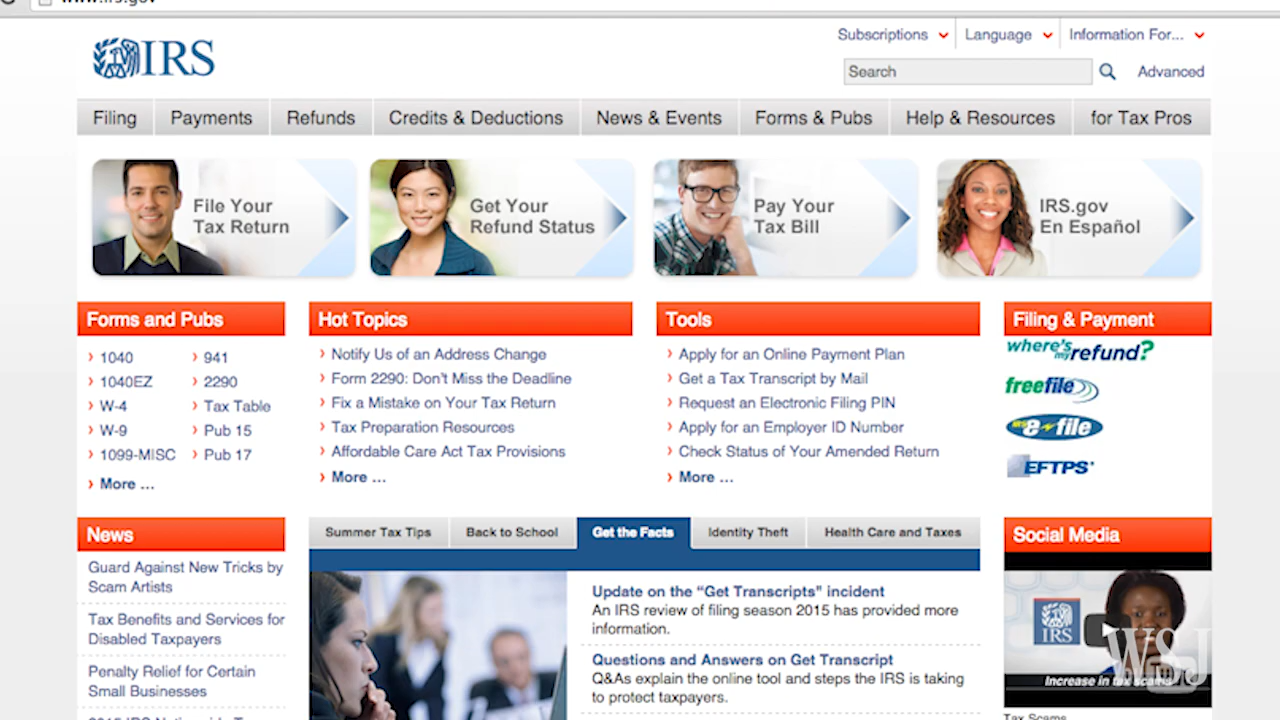 www.irs.gov
Subscriptions
Language
Information For...
IRS
Search
Advanced
Filing
Payments
Refunds
Credits & Deductions
News & Events
Forms & Pubs
Help & Resources
for Tax Pros
File Your
Tax Return
Get Your
Refund Status
Pay Your
Tax Bill
IRS.gov
En Español
Forms and Pubs
1040
941
1040EZ
2290
W-4
Tax Table
W-9
Pub 15
1099-MISC
Pub 17
More ...
Hot Topics
Notify Us of an Address Change
Form 2290: Don't Miss the Deadline
Fix a Mistake on Your Tax Return
Tax Preparation Resources
Affordable Care Act Tax Provisions
More ...
Tools
Apply for an Online Payment Plan
Get a Tax Transcript by Mail
Request an Electronic Filing PIN
Apply for an Employer ID Number
Check Status of Your Amended Return
More ...
Filing & Payment
where's my refund?
freefile
IRS e-file
EFTPS
News
Guard Against New Tricks by
Scam Artists
Tax Benefits and Services for
Disabled Taxpayers
Penalty Relief for Certain
Small Businesses
Summer Tax Tips
Back to School
Get the Facts
Identity Theft
Health Care and Taxes
Update on the “Get Transcripts" incident
An IRS review of filing season 2015 has provided more
information.
Questions and Answers on Get Transcript
Q&As explain the online tool and steps the IRS is taking
to protect taxpayers.
Social Media
IRS
WSJ
Increase in tax scams
Tax Scams